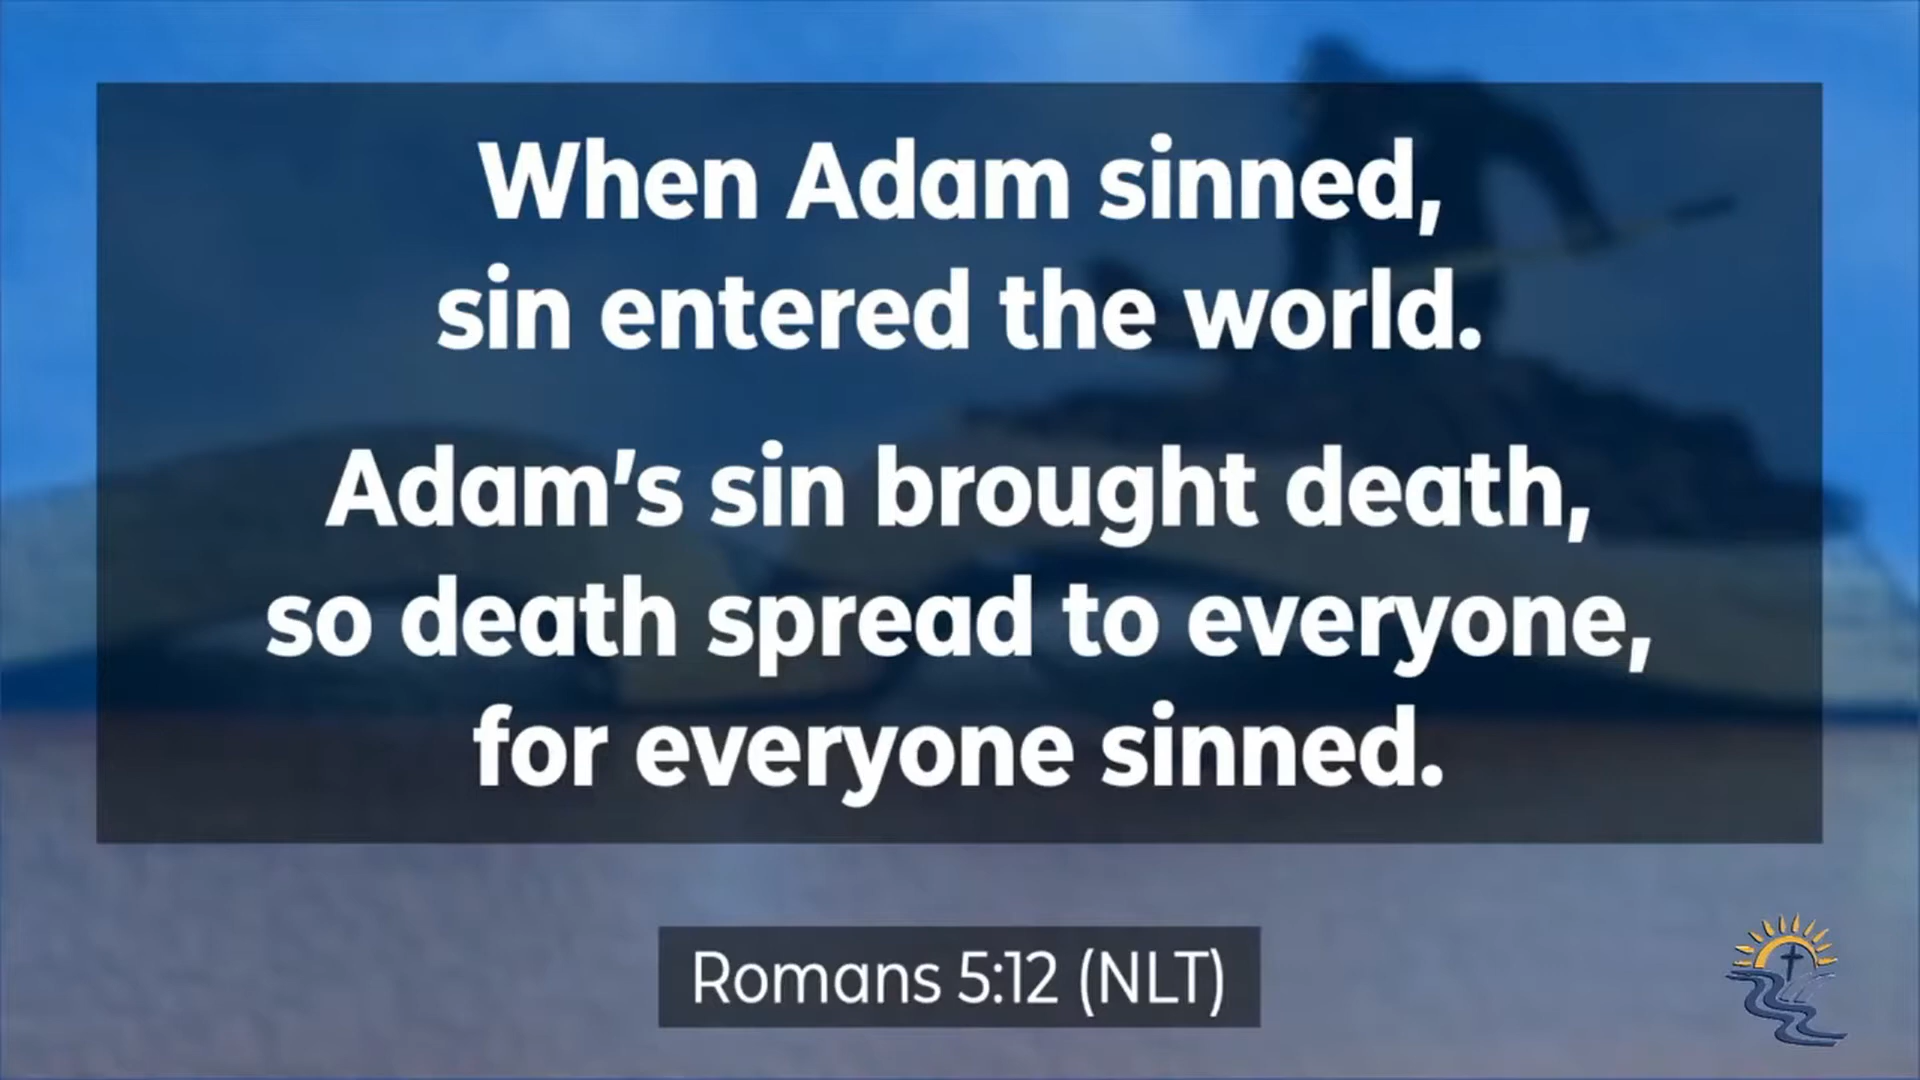 When Adam sinned,
sin entered the world.
Adam’s sin brought death,
so death spread to everyone,
for everyone sinned.
Romans 5:12 (NLT)